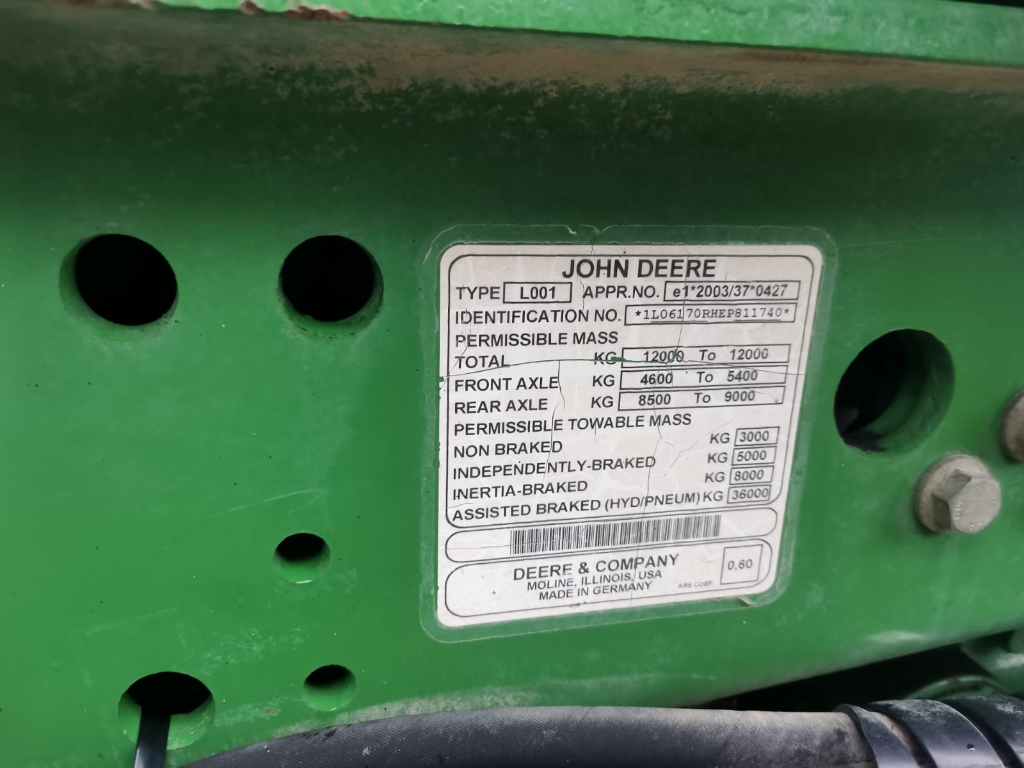 JOHN DEERE
TYPE L001 APPR.NO. e1*2003/37*0427
IDENTIFICATION NO. *1L06170RHEP811740*
PERMISSIBLE MASS
TOTAL KG 12000 To 12000
FRONT AXLE KG 4600 To 5400
REAR AXLE KG 8500 To 9000
PERMISSIBLE TOWABLE MASS
NON BRAKED KG 3000
INDEPENDENTLY-BRAKED KG 5000
INERTIA-BRAKED KG 8000
ASSISTED BRAKED (HYD/PNEUM) KG 36000
DEERE & COMPANY
MOLINE, ILLINOIS, USA
MADE IN GERMANY
ABS COEF. 0,60